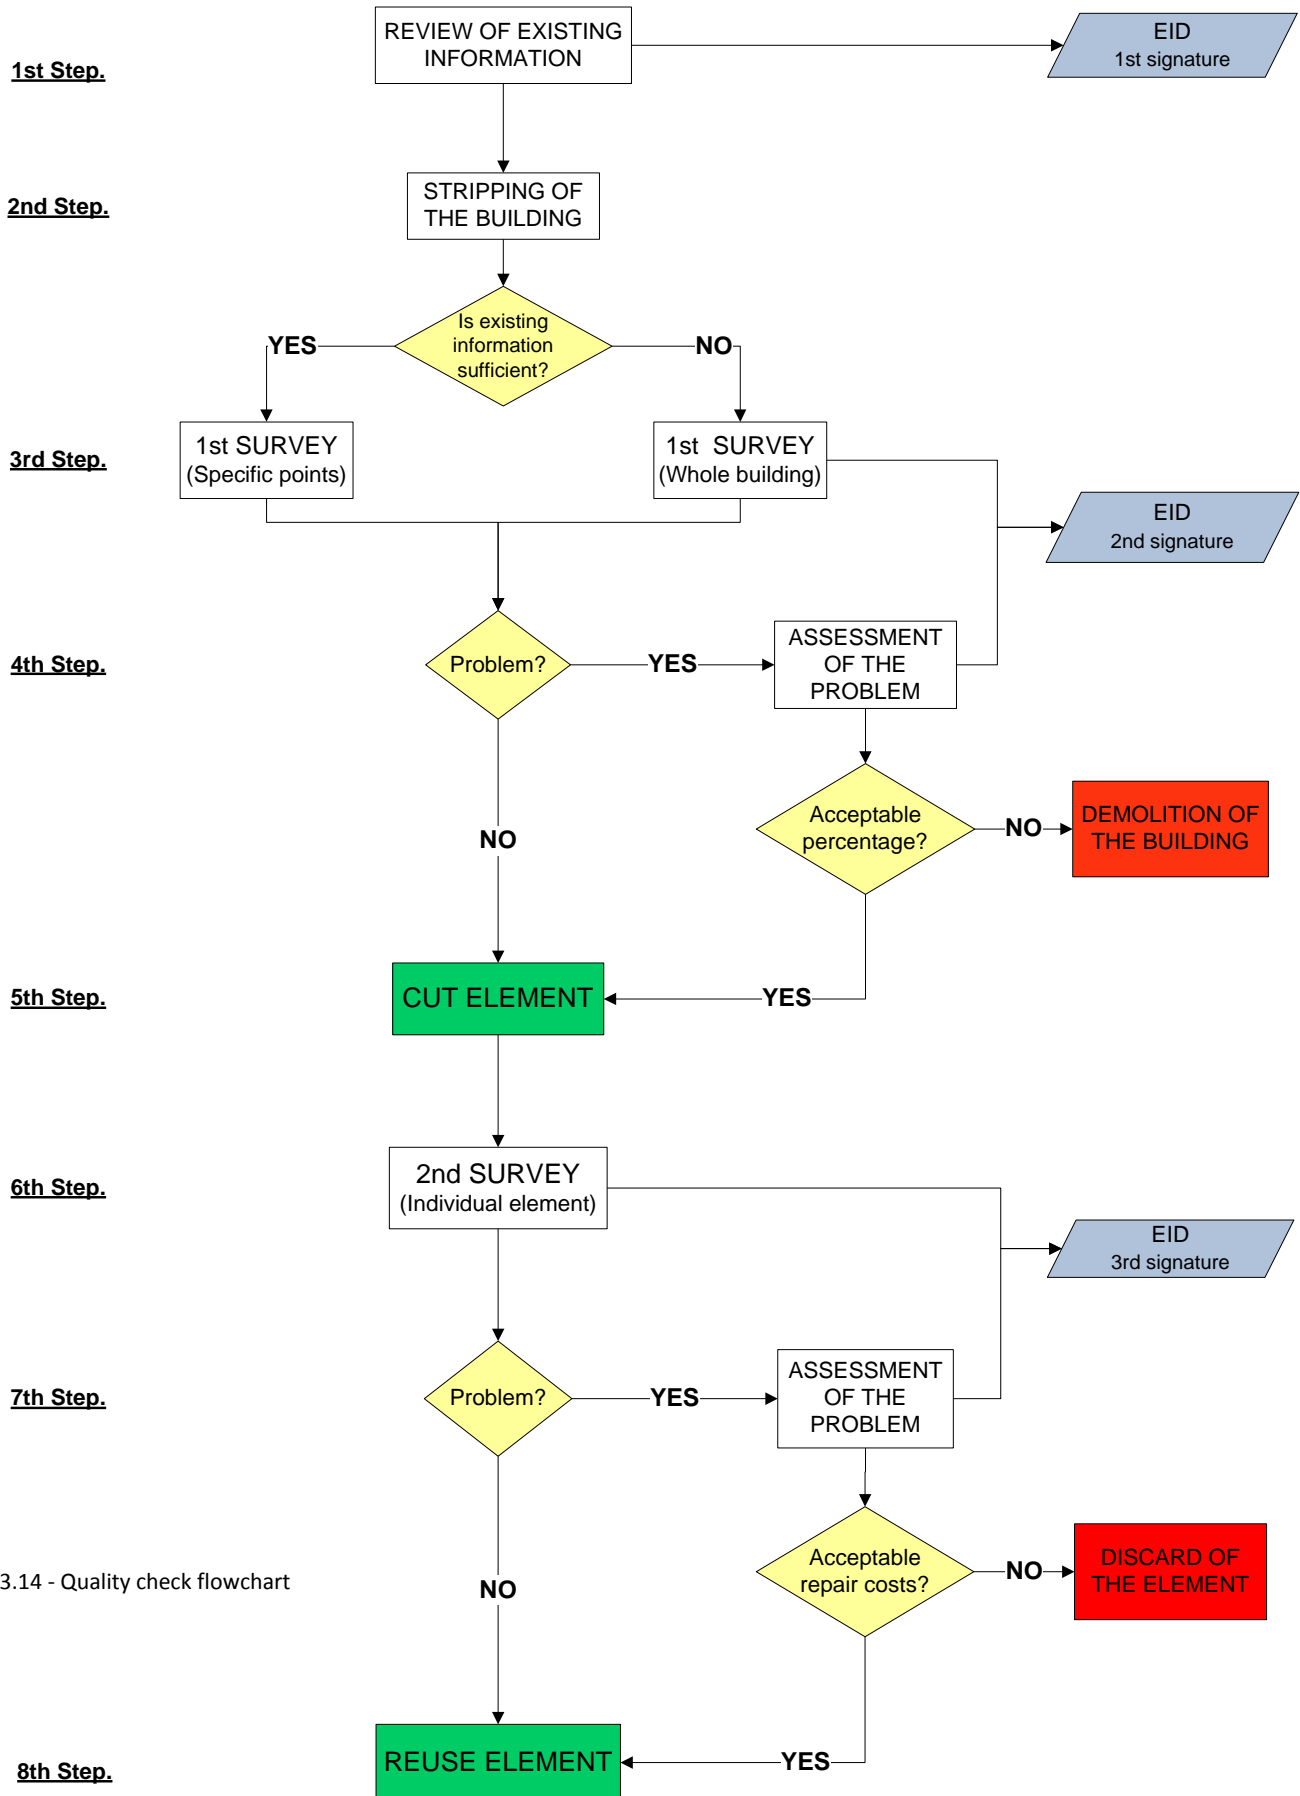 REVIEW OF EXISTING
INFORMATION
EID
1st signature
1st Step.
STRIPPING OF
THE BUILDING
2nd Step.
Is existing
information
sufficient?
YES
NO
1st SURVEY
(Specific points)
1st  SURVEY
(Whole building)
3rd Step.
EID
2nd signature
Problem?
YES
ASSESSMENT
OF THE
PROBLEM
4th Step.
NO
Acceptable
percentage?
NO
DEMOLITION OF
THE BUILDING
5th Step.
CUT ELEMENT
YES
2nd SURVEY
(Individual element)
6th Step.
EID
3rd signature
7th Step.
Problem?
YES
ASSESSMENT
OF THE
PROBLEM
3.14 - Quality check flowchart
NO
Acceptable
repair costs?
NO
DISCARD OF
THE ELEMENT
REUSE ELEMENT
YES
8th Step.